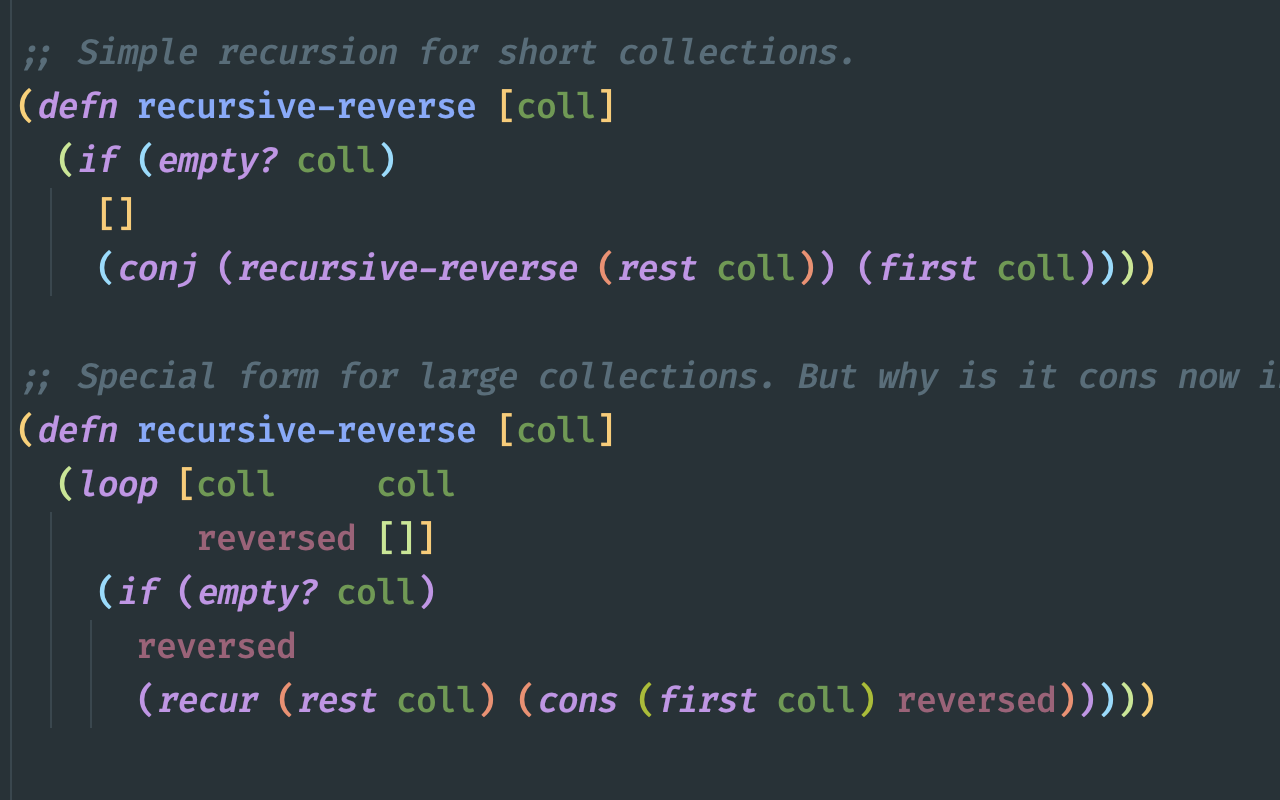 ;; Simple recursion for short collections.
(defn recursive-reverse [coll]
  (if (empty? coll)
    []
    (conj (recursive-reverse (rest coll)) (first coll))))
;; Special form for large collections. But why is it cons now
(defn recursive-reverse [coll]
  (loop [coll     coll
         reversed []]
    (if (empty? coll)
      reversed
      (recur (rest coll) (cons (first coll) reversed)))))